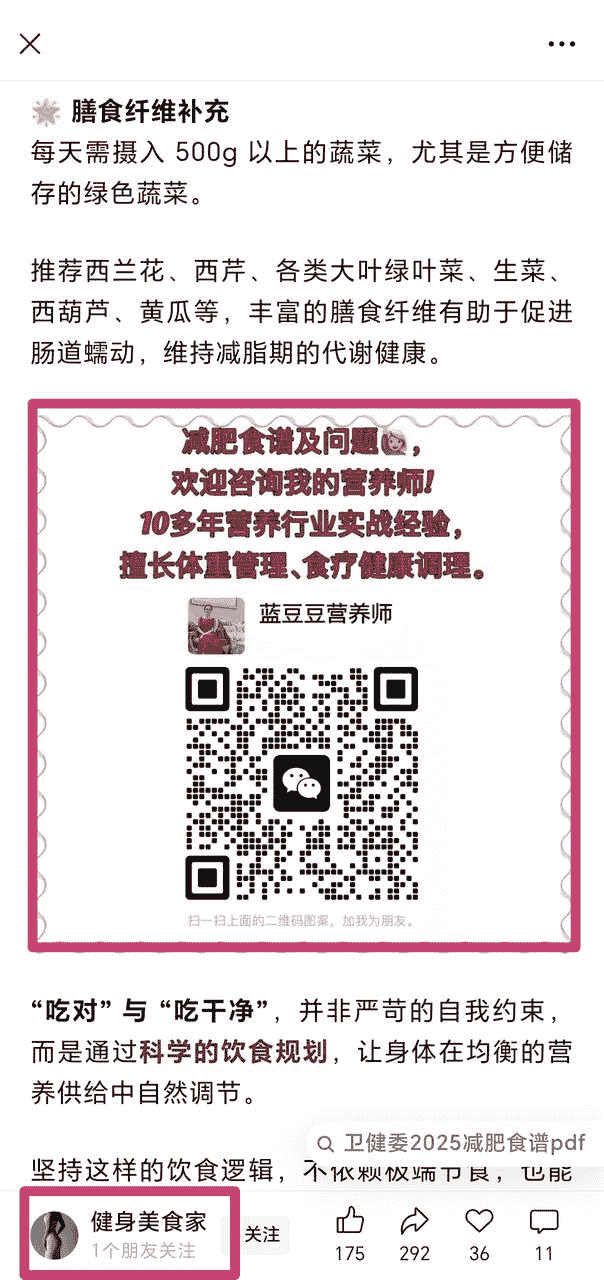 膳食纤维补充
每天需摄入 500g 以上的蔬菜，尤其是方便储
存的绿色蔬菜。
推荐西兰花、西芹、各类大叶绿叶菜、生菜、
西葫芦、黄瓜等，丰富的膳食纤维有助于促进
肠道蠕动，维持减脂期的代谢健康。
减肥食谱及问题，
欢迎咨询我的营养师!
10多年营养行业实战经验，
擅长体重管理、食疗健康调理。
蓝豆豆营养师
扫一扫上面的二维码图案，加我为朋友。
“吃对” 与 “吃干净”，并非严苛的自我约束，
而是通过科学的饮食规划，让身体在均衡的营
养供给中自然调节。
卫健委2025减肥食谱pdf
坚持这样的饮食逻辑，不依赖极端节食，也能
健身美食家
1个朋友关注
关注
175
292
36
11